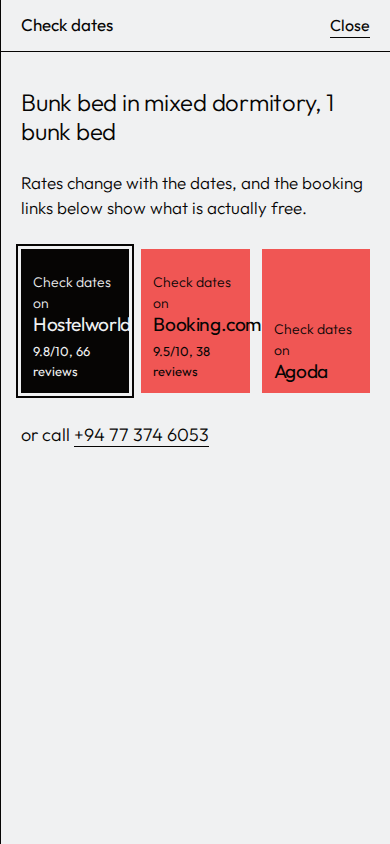 Check dates
Close
Bunk bed in mixed dormitory, 1
bunk bed
Rates change with the dates, and the booking
links below show what is actually free.
Check dates
on
Hostelworld
9.8/10, 66
reviews
Check dates
on
Booking.com
9.5/10, 38
reviews
Check dates
on
Agoda
or call +94 77 374 6053